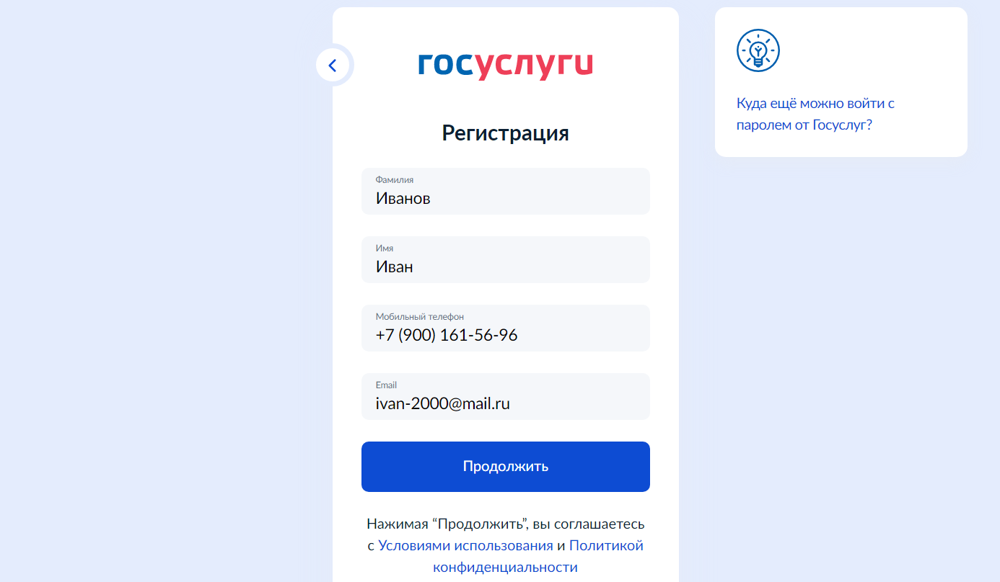 госуслуги
Регистрация
Фамилия
Иванов
Имя
Иван
Мобильный телефон
+7 (900) 161-56-96
Email
ivan-2000@mail.ru
Продолжить
Нажимая “Продолжить”, вы соглашаетесь
с Условиями использования и Политикой
конфиденциальности
Куда ещё можно войти с
паролем от Госуслуг?